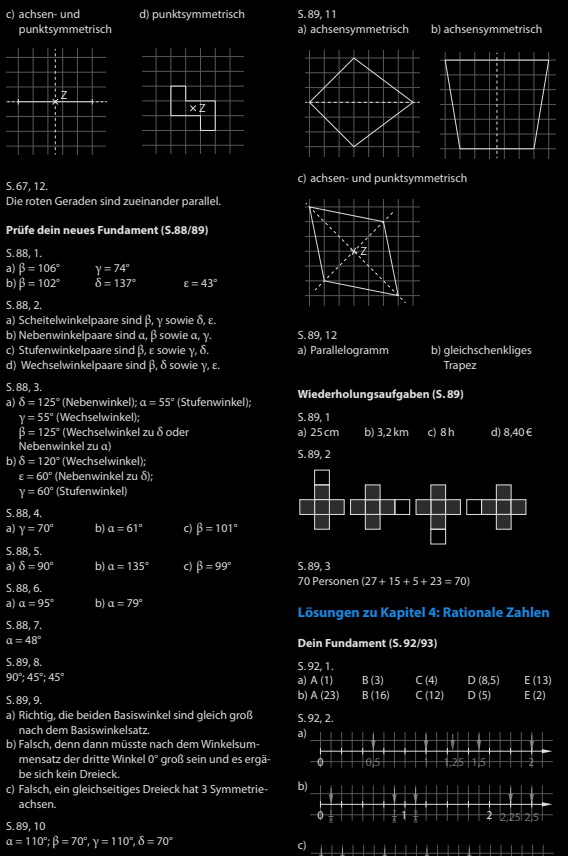 c) achsen- und
punktsymmetrisch
d) punktsymmetrisch
Z
Z
S.67, 12.
Die roten Geraden sind zueinander parallel.
Prüfe dein neues Fundament (S.88/89)
S.88, 1.
a) β = 106° γ = 74°
b) β = 102° δ = 137° ε = 43°
S.88, 2.
a) Scheitelwinkelpaare sind β, γ sowie δ, ε.
b) Nebenwinkelpaare sind α, β sowie α, γ.
c) Stufenwinkelpaare sind β, ε sowie γ, δ.
d) Wechselwinkelpaare sind β, δ sowie γ, ε.
S.88, 3.
a) δ = 125° (Nebenwinkel); α = 55° (Stufenwinkel);
γ = 55° (Wechselwinkel);
β = 125° (Wechselwinkel zu δ oder
Nebenwinkel zu α)
b) δ = 120° (Wechselwinkel);
ε = 60° (Nebenwinkel zu δ);
γ = 60° (Stufenwinkel)
S.88, 4.
a) γ = 70° b) α = 61° c) β = 101°
S.88, 5.
a) δ = 90° b) α = 135° c) β = 99°
S.88, 6.
a) α = 95° b) α = 79°
S.88, 7.
α = 48°
S.89, 8.
90°; 45°; 45°
S.89, 9.
a) Richtig, die beiden Basiswinkel sind gleich groß
nach dem Basiswinkelsatz.
b) Falsch, denn dann müsste nach dem Winkelsum-
mensatz der dritte Winkel 0° groß sein und es ergä-
be sich kein Dreieck.
c) Falsch, ein gleichseitiges Dreieck hat 3 Symmetrie-
achsen.
S.89, 10
α = 110°; β = 70°, γ = 110°, δ = 70°
S.89, 11
a) achsensymmetrisch b) achsensymmetrisch
c) achsen- und punktsymmetrisch
Z
S.89, 12
a) Parallelogramm
b) gleichschenkliges
Trapez
Wiederholungsaufgaben (S.89)
S.89, 1
a) 25 cm b) 3,2 km c) 8 h d) 8,40 €
S.89, 2
S.89, 3
70 Personen (27 + 15 + 5 + 23 = 70)
Lösungen zu Kapitel 4: Rationale Zahlen
Dein Fundament (S.92/93)
S.92, 1.
a) A (1) B (3) C (4) D (8,5) E (13)
b) A (23) B (16) C (12) D (5) E (2)
S.92, 2.
a)
0 0,5 1 1,25 1,5 2
b)
0 1 2 2,25 2,5
c)